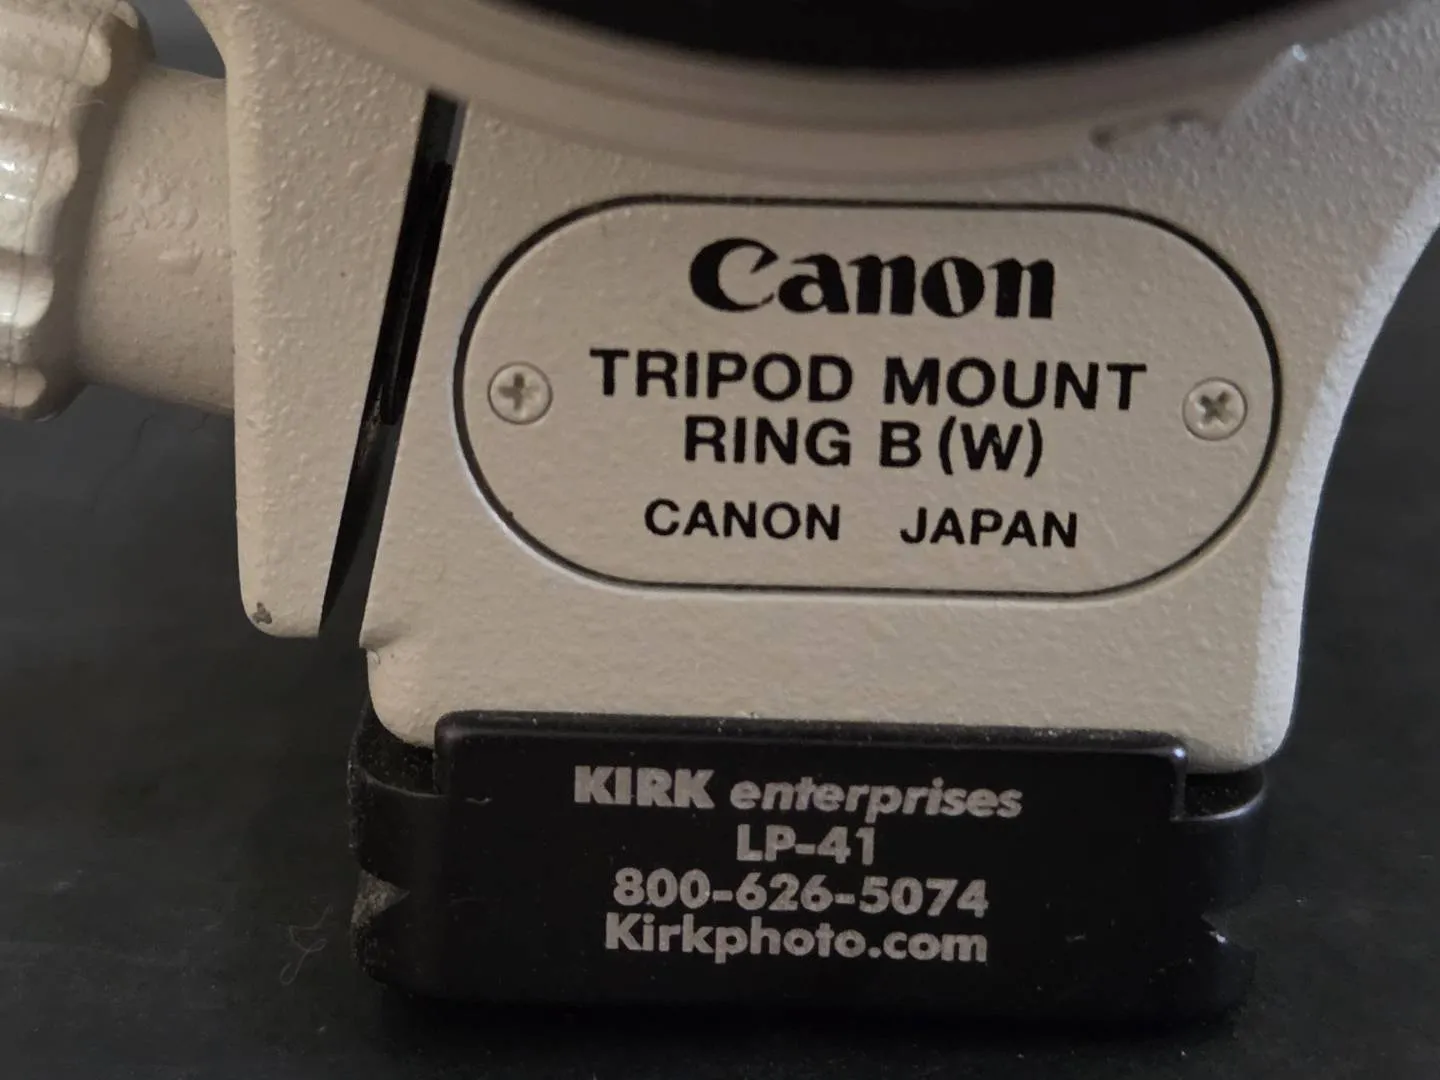 Canon
TRIPOD MOUNT
RING B (W)
CANON JAPAN
KIRK enterprises
LP-41
800-626-5074
Kirkphoto.com